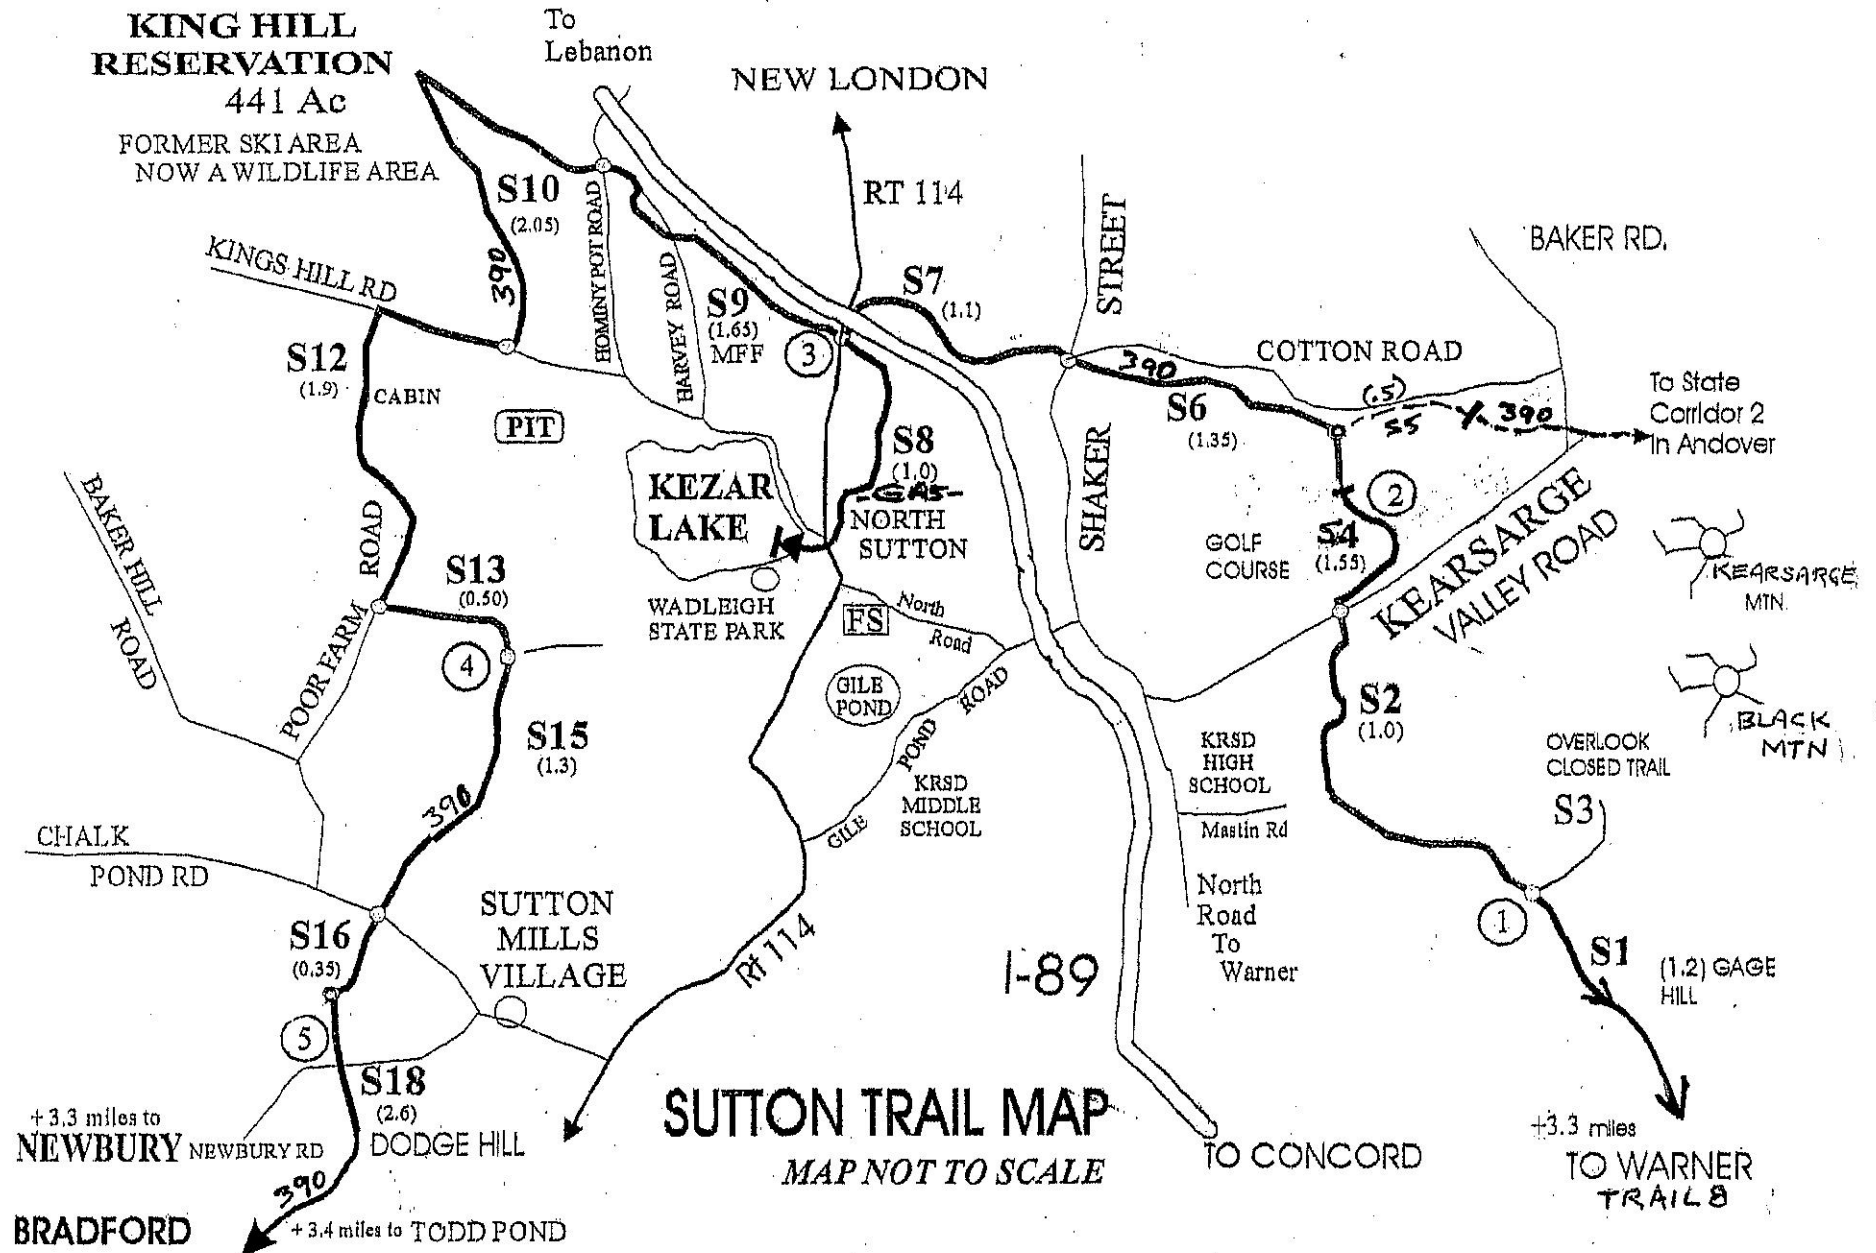 KING HILL
RESERVATION
441 Ac
FORMER SKI AREA
NOW A WILDLIFE AREA
To
Lebanon
NEW LONDON
RT 114
S10
(2.05)
390
KINGS HILL RD
HOMINY POT ROAD
HARVEY ROAD
S9
(1.65)
MFF
3
S7
(1.1)
STREET
SHAKER
BAKER RD.
COTTON ROAD
390
S6
(1.35)
(.5)
S5
390
To State
Corridor 2
In Andover
S12
(1.9)
CABIN
PIT
S8
(1.0)
-GAS-
KEZAR
LAKE
NORTH
SUTTON
2
S4
(1.55)
GOLF
COURSE
KEARSARGE
VALLEY ROAD
KEARSARGE
MTN.
BAKER HILL
ROAD
ROAD
POOR FARM
S13
(0.50)
4
WADLEIGH
STATE PARK
FS
North
Road
GILE
POND
GILE
POND
ROAD
S2
(1.0)
BLACK
MTN
S15
(1.3)
390
KRSD
MIDDLE
SCHOOL
KRSD
HIGH
SCHOOL
Mastin Rd
OVERLOOK
CLOSED TRAIL
S3
CHALK
POND RD
SUTTON
MILLS
VILLAGE
Rt 114
North
Road
To
Warner
1
S1
(1.2) GAGE
HILL
S16
(0.35)
5
I-89
S18
(2.6)
DODGE HILL
+3.3 miles to
NEWBURY
NEWBURY RD
390
BRADFORD
+3.4 miles to TODD POND
SUTTON TRAIL MAP
MAP NOT TO SCALE
TO CONCORD
+3.3 miles
TO WARNER
TRAIL 8